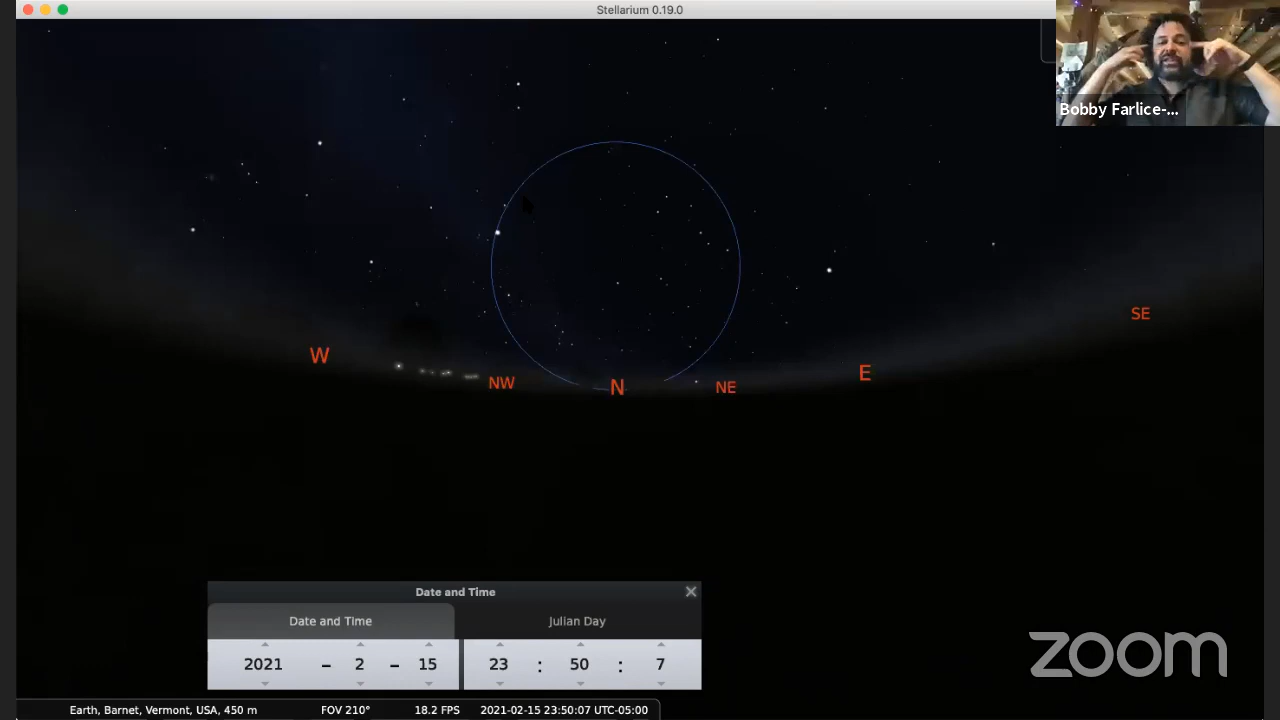 Stellarium 0.19.0
Bobby Farlice-...
SE
W
E
NW
N
NE
Date and Time
Date and Time
Julian Day
2021 – 2 – 15
23 : 50 : 7
zoom
Earth, Barnet, Vermont, USA, 450 m
FOV 210°
18.2 FPS
2021-02-15 23:50:07 UTC-05:00